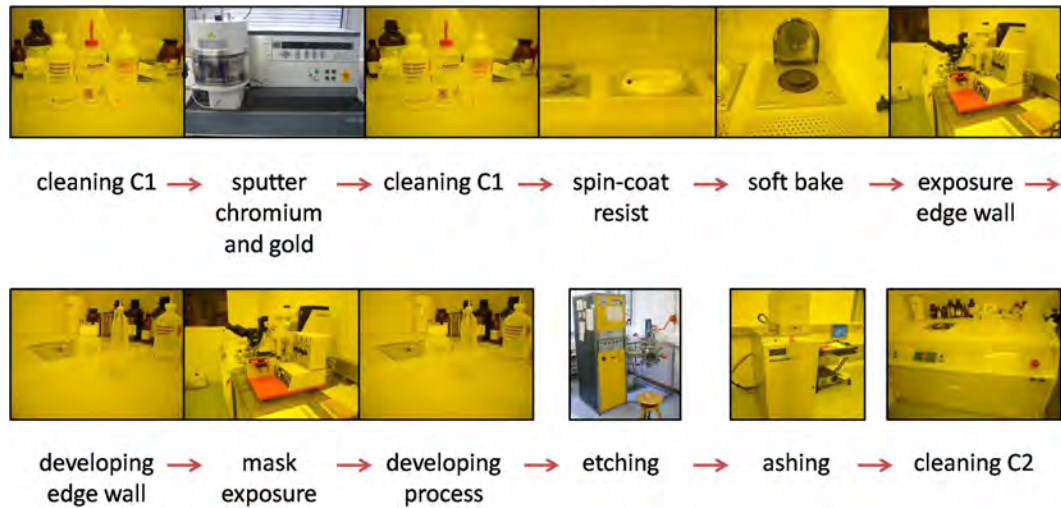 cleaning C1 → sputter → cleaning C1 → spin-coat → soft bake → exposure →
chromium resist edge wall
and gold
developing → mask → developing → etching → ashing → cleaning C2
edge wall exposure process